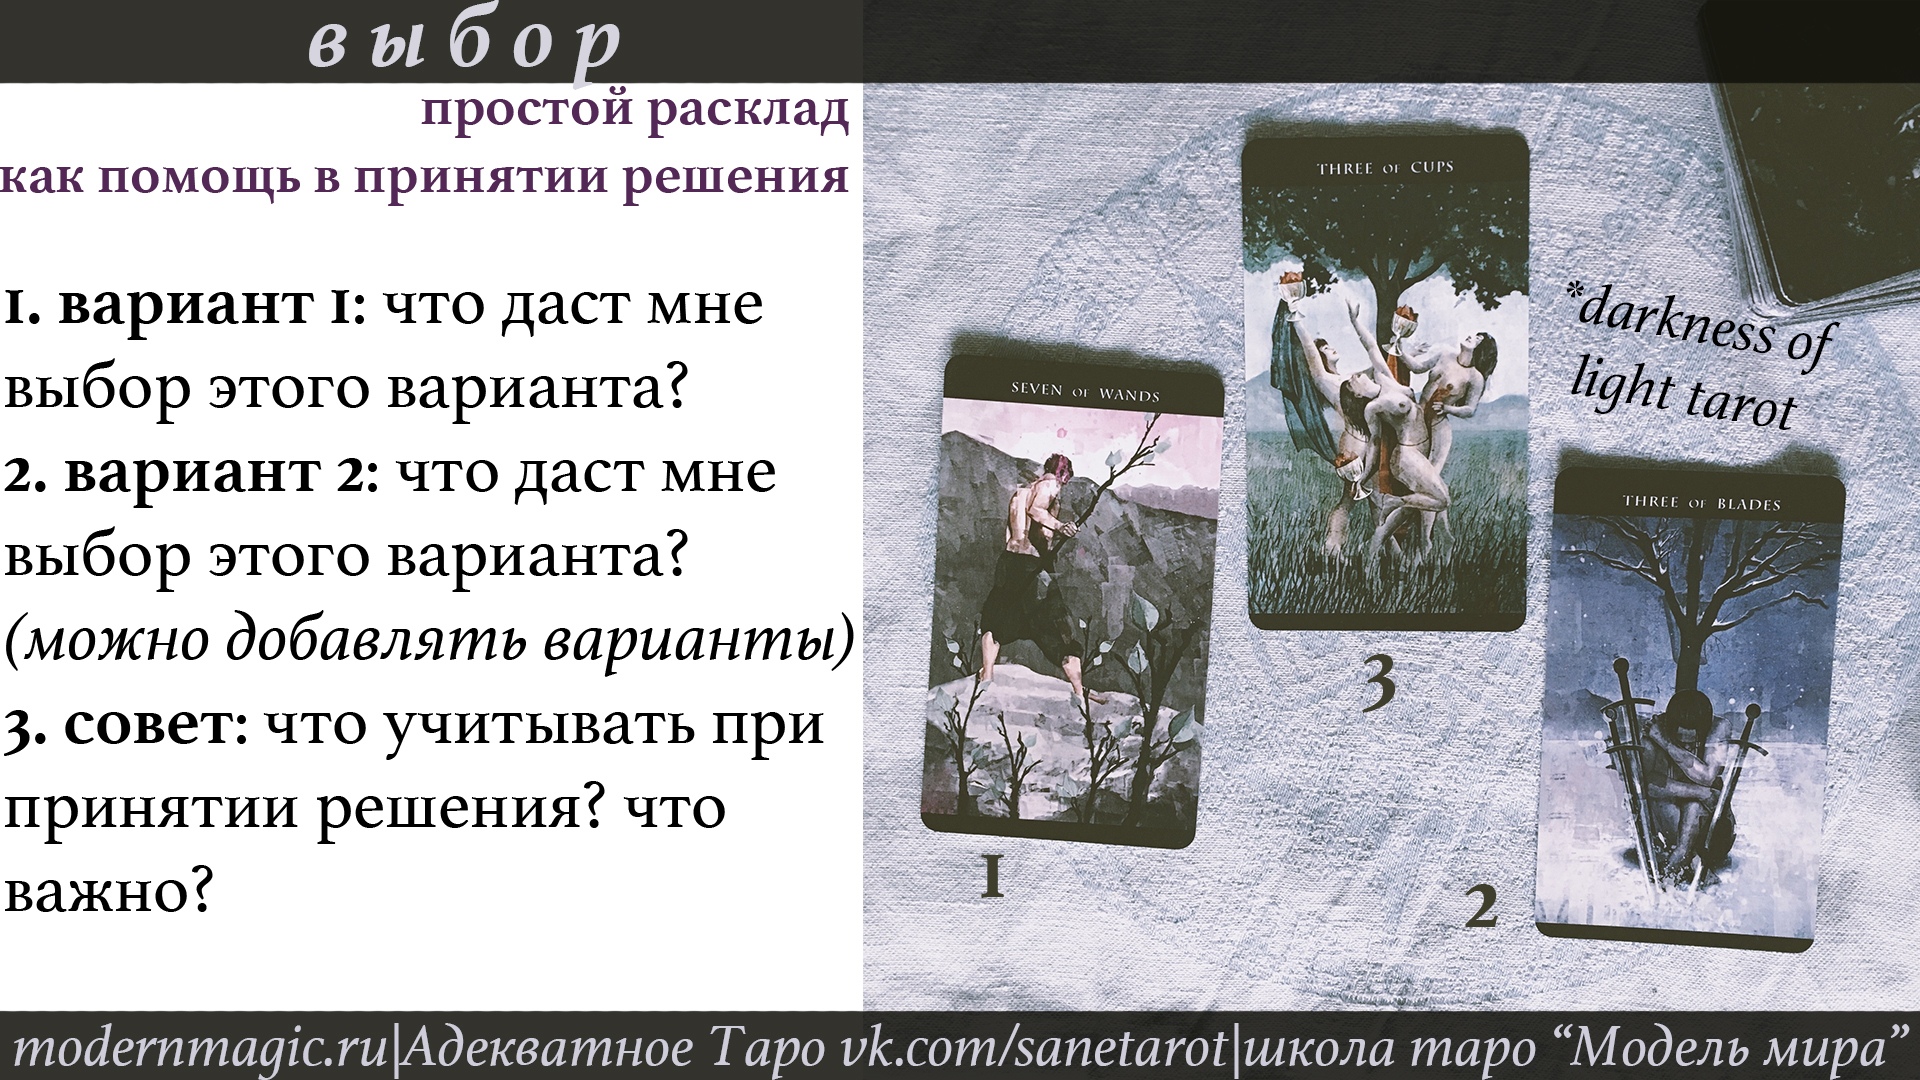 выбор
простой расклад
как помощь в принятии решения
1. вариант 1: что даст мне
выбор этого варианта?
2. вариант 2: что даст мне
выбор этого варианта?
(можно добавлять варианты)
3. совет: что учитывать при
принятии решения? что
важно?
THREE OF CUPS
*darkness of
light tarot
SEVEN OF WANDS
THREE OF BLADES
3
1
2
modernmagic.ru|Адекватное Таро vk.com/sanetarot|школа таро “Модель мира”